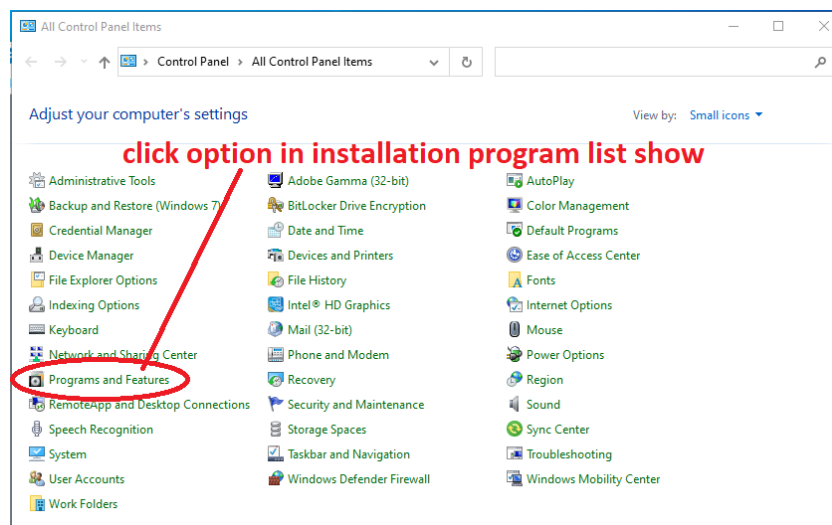 All Control Panel Items
Control Panel > All Control Panel Items
Adjust your computer's settings
View by: Small icons
click option in installation program list show
Administrative Tools
Adobe Gamma (32-bit)
AutoPlay
Backup and Restore (Windows 7)
BitLocker Drive Encryption
Color Management
Credential Manager
Date and Time
Default Programs
Device Manager
Devices and Printers
Ease of Access Center
File Explorer Options
File History
Fonts
Indexing Options
Intel® HD Graphics
Internet Options
Keyboard
Mail (32-bit)
Mouse
Network and Sharing Center
Phone and Modem
Power Options
Programs and Features
Recovery
Region
RemoteApp and Desktop Connections
Security and Maintenance
Sound
Speech Recognition
Storage Spaces
Sync Center
System
Taskbar and Navigation
Troubleshooting
User Accounts
Windows Defender Firewall
Windows Mobility Center
Work Folders